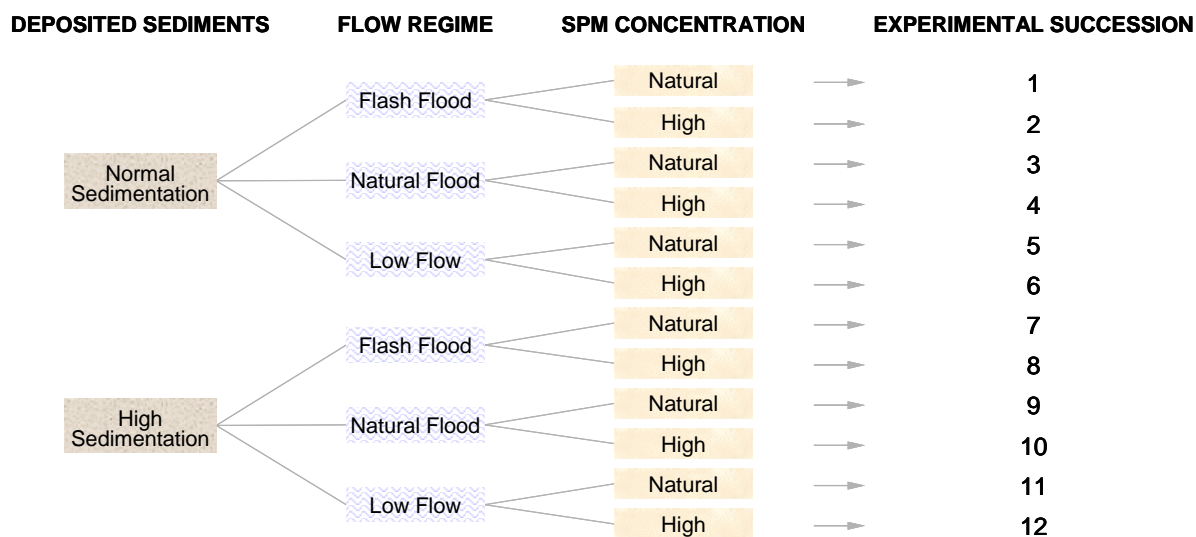 DEPOSITED SEDIMENTS FLOW REGIME SPM CONCENTRATION EXPERIMENTAL SUCCESSION
Normal
Sedimentation
Flash Flood
Natural 1
High 2
Natural Flood
Natural 3
High 4
Low Flow
Natural 5
High 6
High
Sedimentation
Flash Flood
Natural 7
High 8
Natural Flood
Natural 9
High 10
Low Flow
Natural 11
High 12